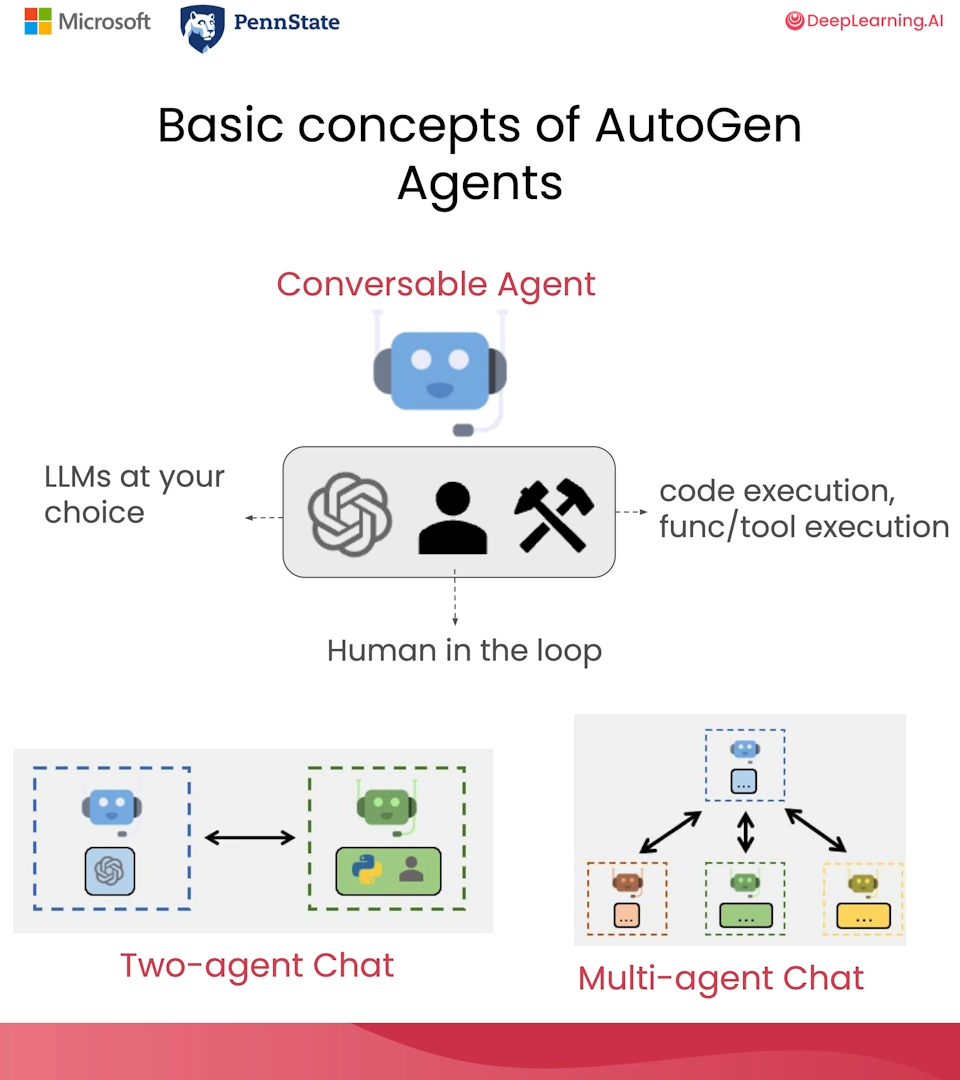 Microsoft
PennState
DeepLearning.AI
Basic concepts of AutoGen
Agents
Conversable Agent
LLMs at your
choice
code execution,
func/tool execution
Human in the loop
...
...
...
...
Two-agent Chat
Multi-agent Chat